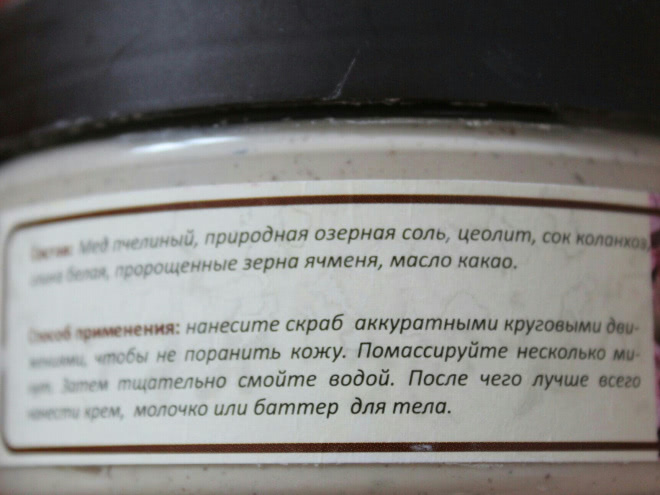 Состав: Мед пчелиный, природная озерная соль, цеолит, сок коланхоэ,
глина белая, пророщенные зерна ячменя, масло какао.
Способ применения: нанесите скраб аккуратными круговыми дви-
жениями, чтобы не поранить кожу. Помассируйте несколько ми-
нут. Затем тщательно смойте водой. После чего лучше всего
нанести крем, молочко или баттер для тела.